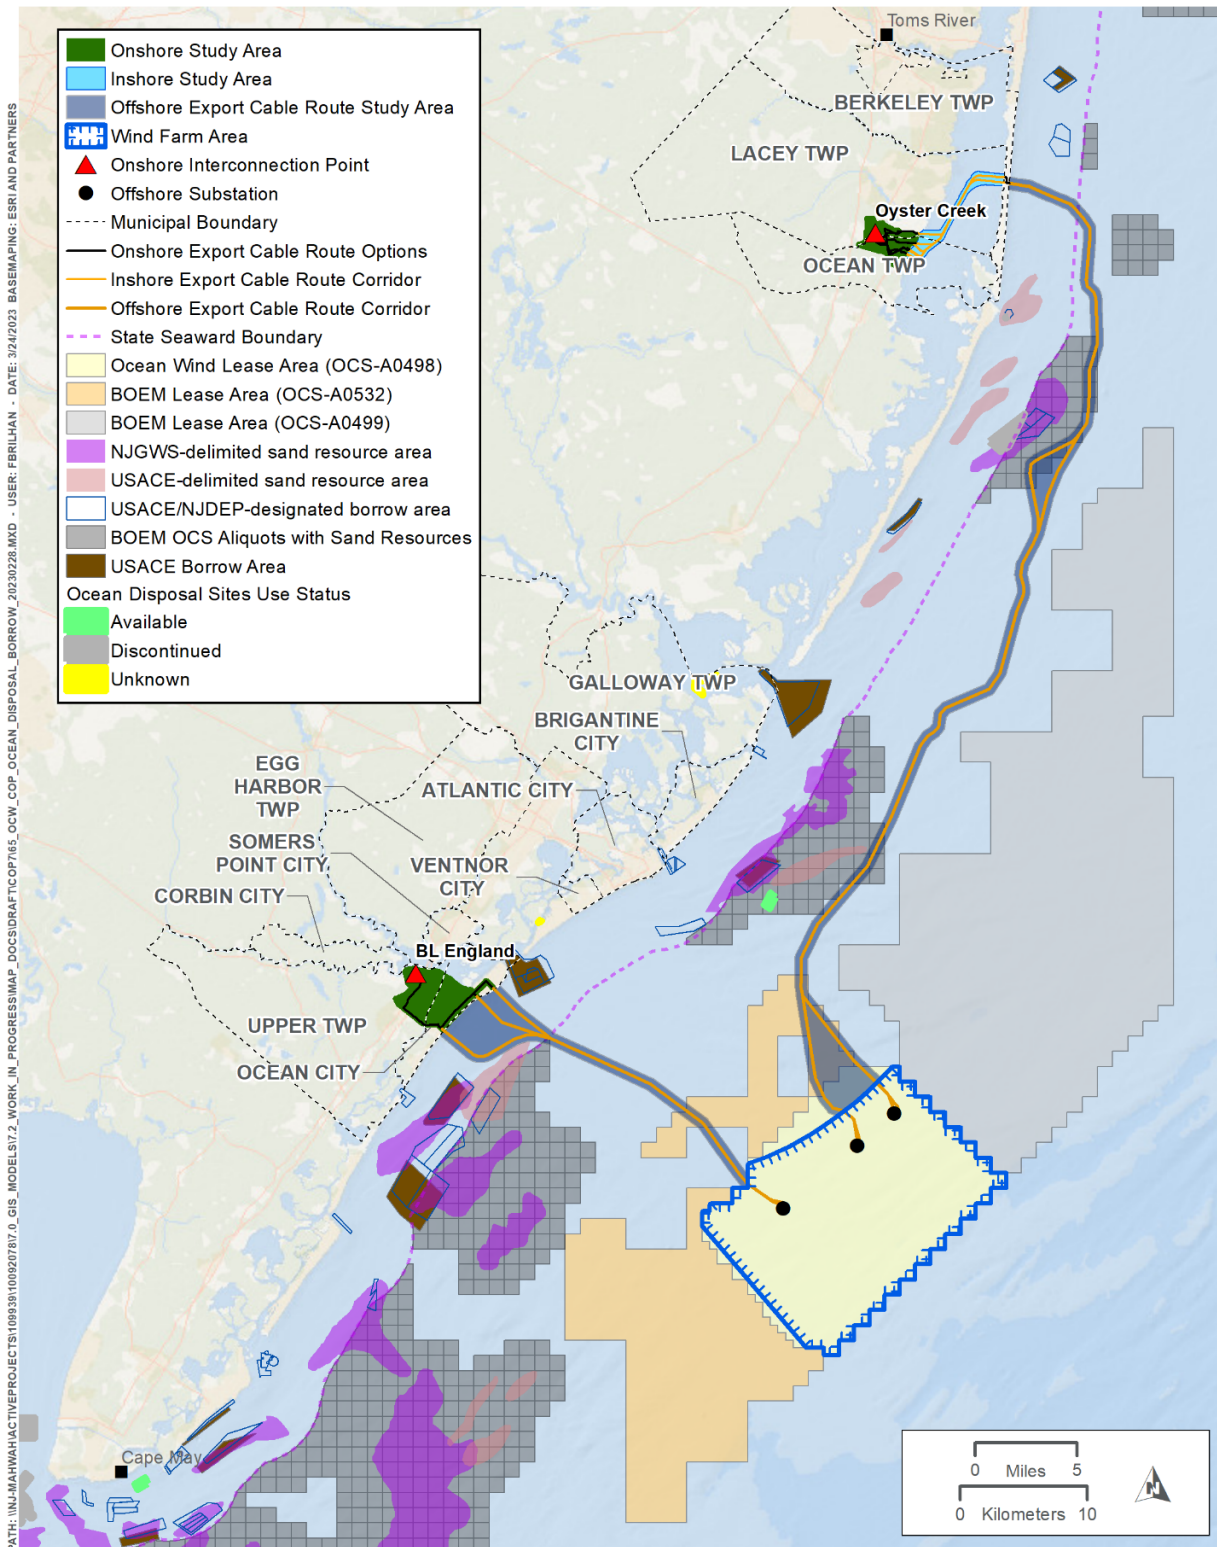 Toms River
Onshore Study Area
Inshore Study Area
Offshore Export Cable Route Study Area
Wind Farm Area
Onshore Interconnection Point
Offshore Substation
Municipal Boundary
Onshore Export Cable Route Options
Inshore Export Cable Route Corridor
Offshore Export Cable Route Corridor
State Seaward Boundary
Ocean Wind Lease Area (OCS-A0498)
BOEM Lease Area (OCS-A0532)
BOEM Lease Area (OCS-A0499)
NJGWS-delimited sand resource area
USACE-delimited sand resource area
USACE/NJDEP-designated borrow area
BOEM OCS Aliquots with Sand Resources
USACE Borrow Area
Ocean Disposal Sites Use Status
Available
Discontinued
Unknown
BERKELEY TWP
LACEY TWP
Oyster Creek
OCEAN TWP
GALLOWAY TWP
BRIGANTINE
CITY
EGG
HARBOR
TWP
ATLANTIC CITY
SOMERS
POINT CITY
VENTNOR
CITY
CORBIN CITY
BL England
UPPER TWP
OCEAN CITY
Cape May
0 Miles 5
0 Kilometers 10
N